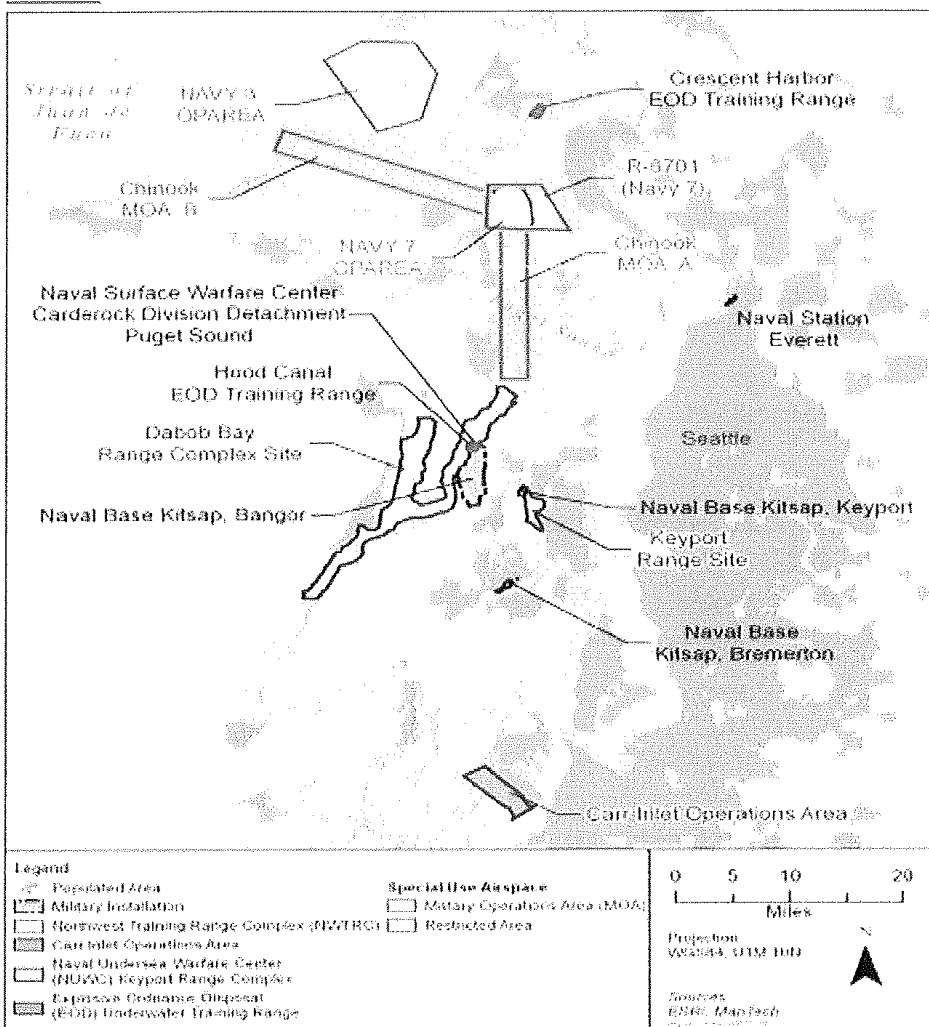 Strait of
Juan de
Fuca
NAVY 3
OPAREA
Crescent Harbor
EOD Training Range
Chinook
MOA B
R-6701
(Navy 7)
NAVY 7
OPAREA
Chinook
MOA A
Naval Surface Warfare Center
Carderock Division Detachment
Puget Sound
Naval Station
Everett
Hood Canal
EOD Training Range
Dabob Bay
Range Complex Site
Seattle
Naval Base Kitsap, Bangor
Naval Base Kitsap, Keyport
Keyport
Range Site
Naval Base
Kitsap, Bremerton
Carr Inlet Operations Area
Legend
Populated Area
Military Installation
Northwest Training Range Complex (NWTRC)
Carr Inlet Operations Area
Naval Undersea Warfare Center
(NUWC) Keyport Range Complex
Explosive Ordnance Disposal
(EOD) Underwater Training Range
Special Use Airspace
Military Operations Area (MOA)
Restricted Area
0 5 10 20
Miles
Projection
WGS84, UTM 10N
N
Sources
ESRI, ManTech